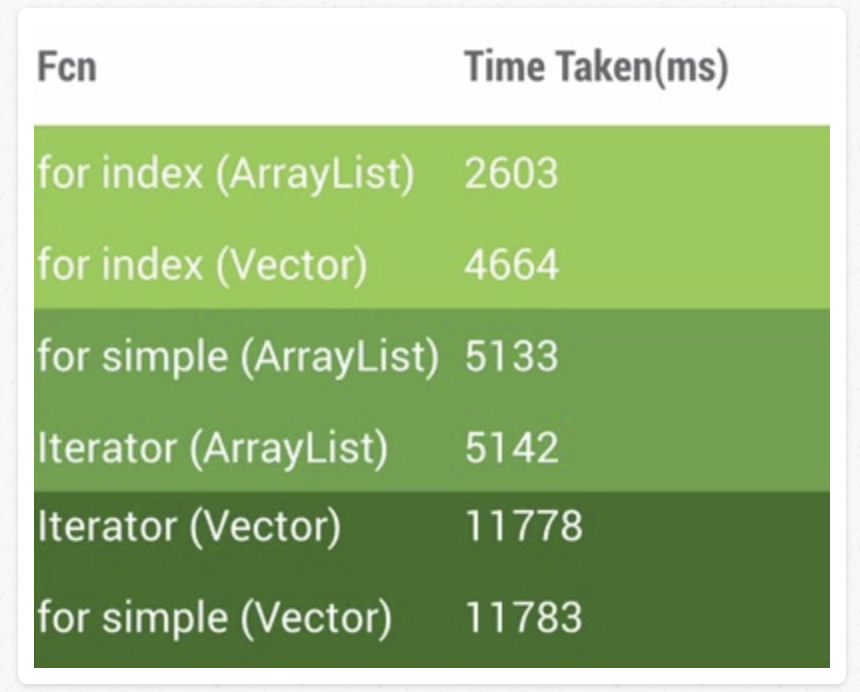 Fcn Time Taken(ms)
for index (ArrayList) 2603
for index (Vector) 4664
for simple (ArrayList) 5133
Iterator (ArrayList) 5142
Iterator (Vector) 11778
for simple (Vector) 11783